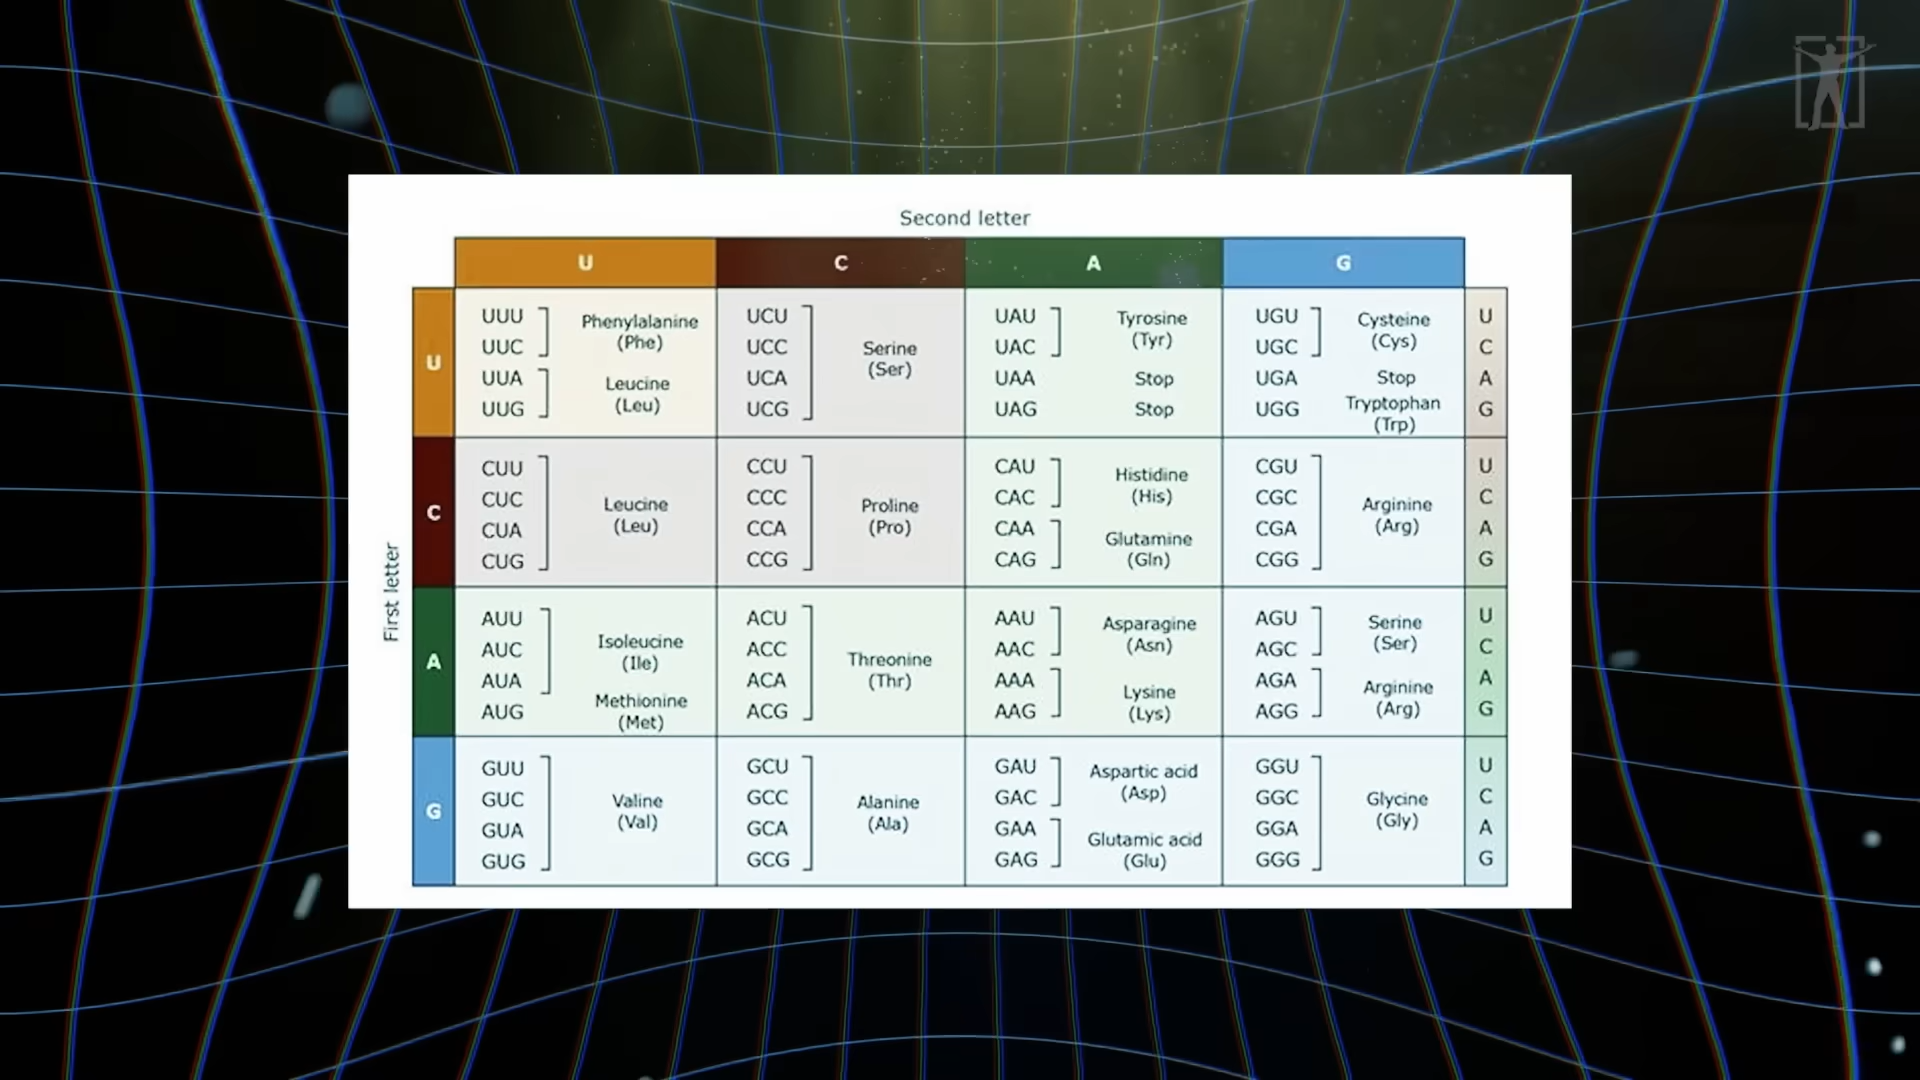 Second letter
U C A G
First letter
U
UUU Phenylalanine UCU UAU Tyrosine UGU Cysteine U
UUC (Phe) UCC Serine UAC (Tyr) UGC (Cys) C
UUA Leucine UCA (Ser) UAA Stop UGA Stop A
UUG (Leu) UCG UAG Stop UGG Tryptophan G
(Trp)
C
CUU CCU CAU Histidine CGU U
CUC Leucine CCC Proline CAC (His) CGC Arginine C
CUA (Leu) CCA (Pro) CAA Glutamine CGA (Arg) A
CUG CCG CAG (Gln) CGG G
A
AUU Isoleucine ACU AAU Asparagine AGU Serine U
AUC (Ile) ACC Threonine AAC (Asn) AGC (Ser) C
AUA Methionine ACA (Thr) AAA Lysine AGA Arginine A
AUG (Met) ACG AAG (Lys) AGG (Arg) G
G
GUU GCU GAU Aspartic acid GGU U
GUC Valine GCC Alanine GAC (Asp) GGC Glycine C
GUA (Val) GCA (Ala) GAA Glutamic acid GGA (Gly) A
GUG GCG GAG (Glu) GGG G